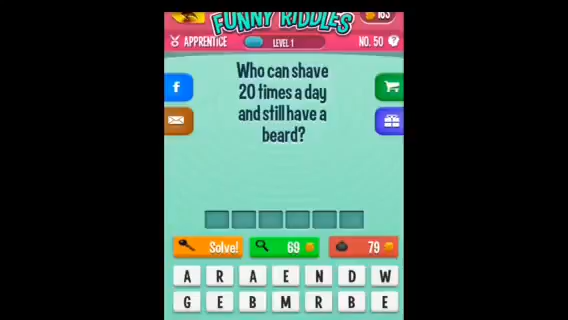 FUNNY RIDDLES
163
APPRENTICE
LEVEL 1
NO. 50 ?
Who can shave
20 times a day
and still have a
beard?
f
Solve!
69
79
A R A E N D W
G E B M R B E